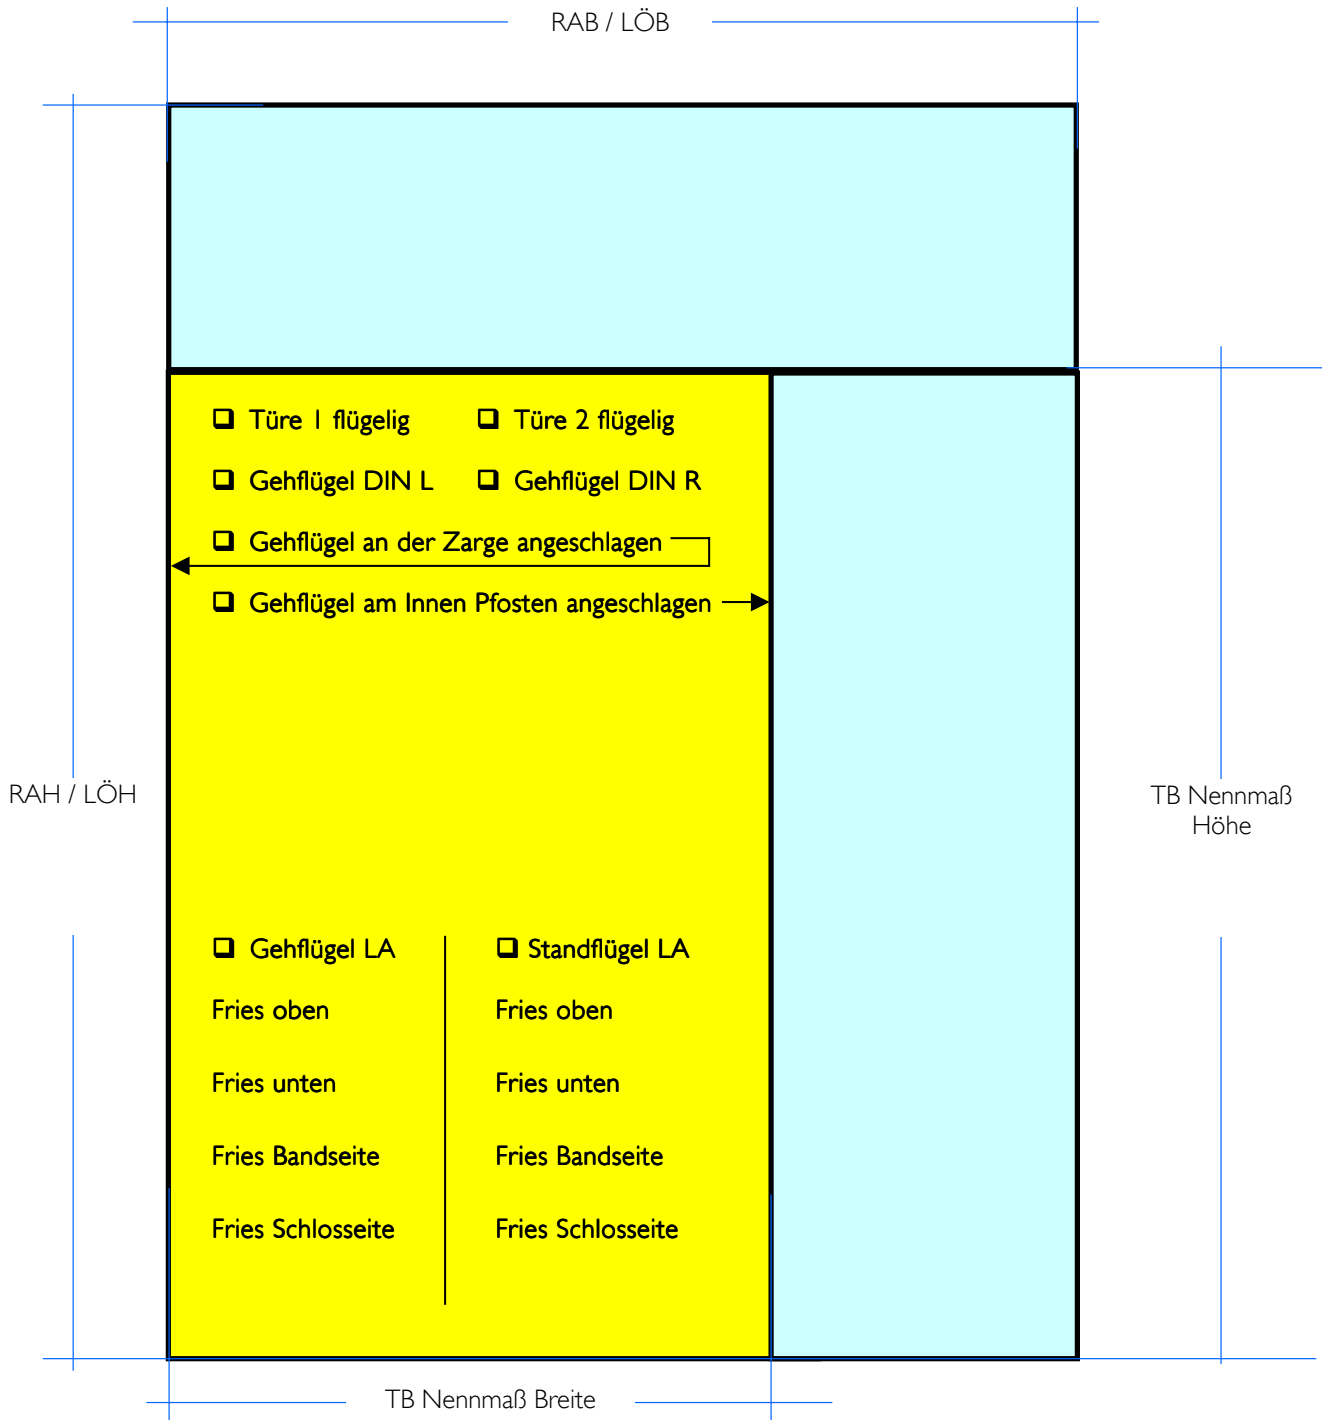 RAB / LÖB
❑ Türe 1 flügelig ❑ Türe 2 flügelig
❑ Gehflügel DIN L ❑ Gehflügel DIN R
❑ Gehflügel an der Zarge angeschlagen
❑ Gehflügel am Innen Pfosten angeschlagen
RAH / LÖH
TB Nennmaß
Höhe
❑ Gehflügel LA ❑ Standflügel LA
Fries oben Fries oben
Fries unten Fries unten
Fries Bandseite Fries Bandseite
Fries Schlosseite Fries Schlosseite
TB Nennmaß Breite